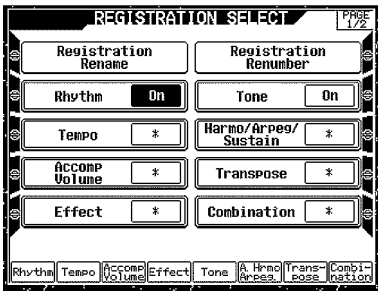 REGISTRATION SELECT
PAGE
1/2
Registration
Rename
Registration
Renumber
Rhythm On
Tone On
Tempo *
Harmo/Arpeg/
Sustain *
Accomp
Volume *
Transpose *
Effect *
Combination *
Rhythm Tempo Accomp Volume Effect Tone A. Hrmo Arpeg. Trans-pose Combi-nation